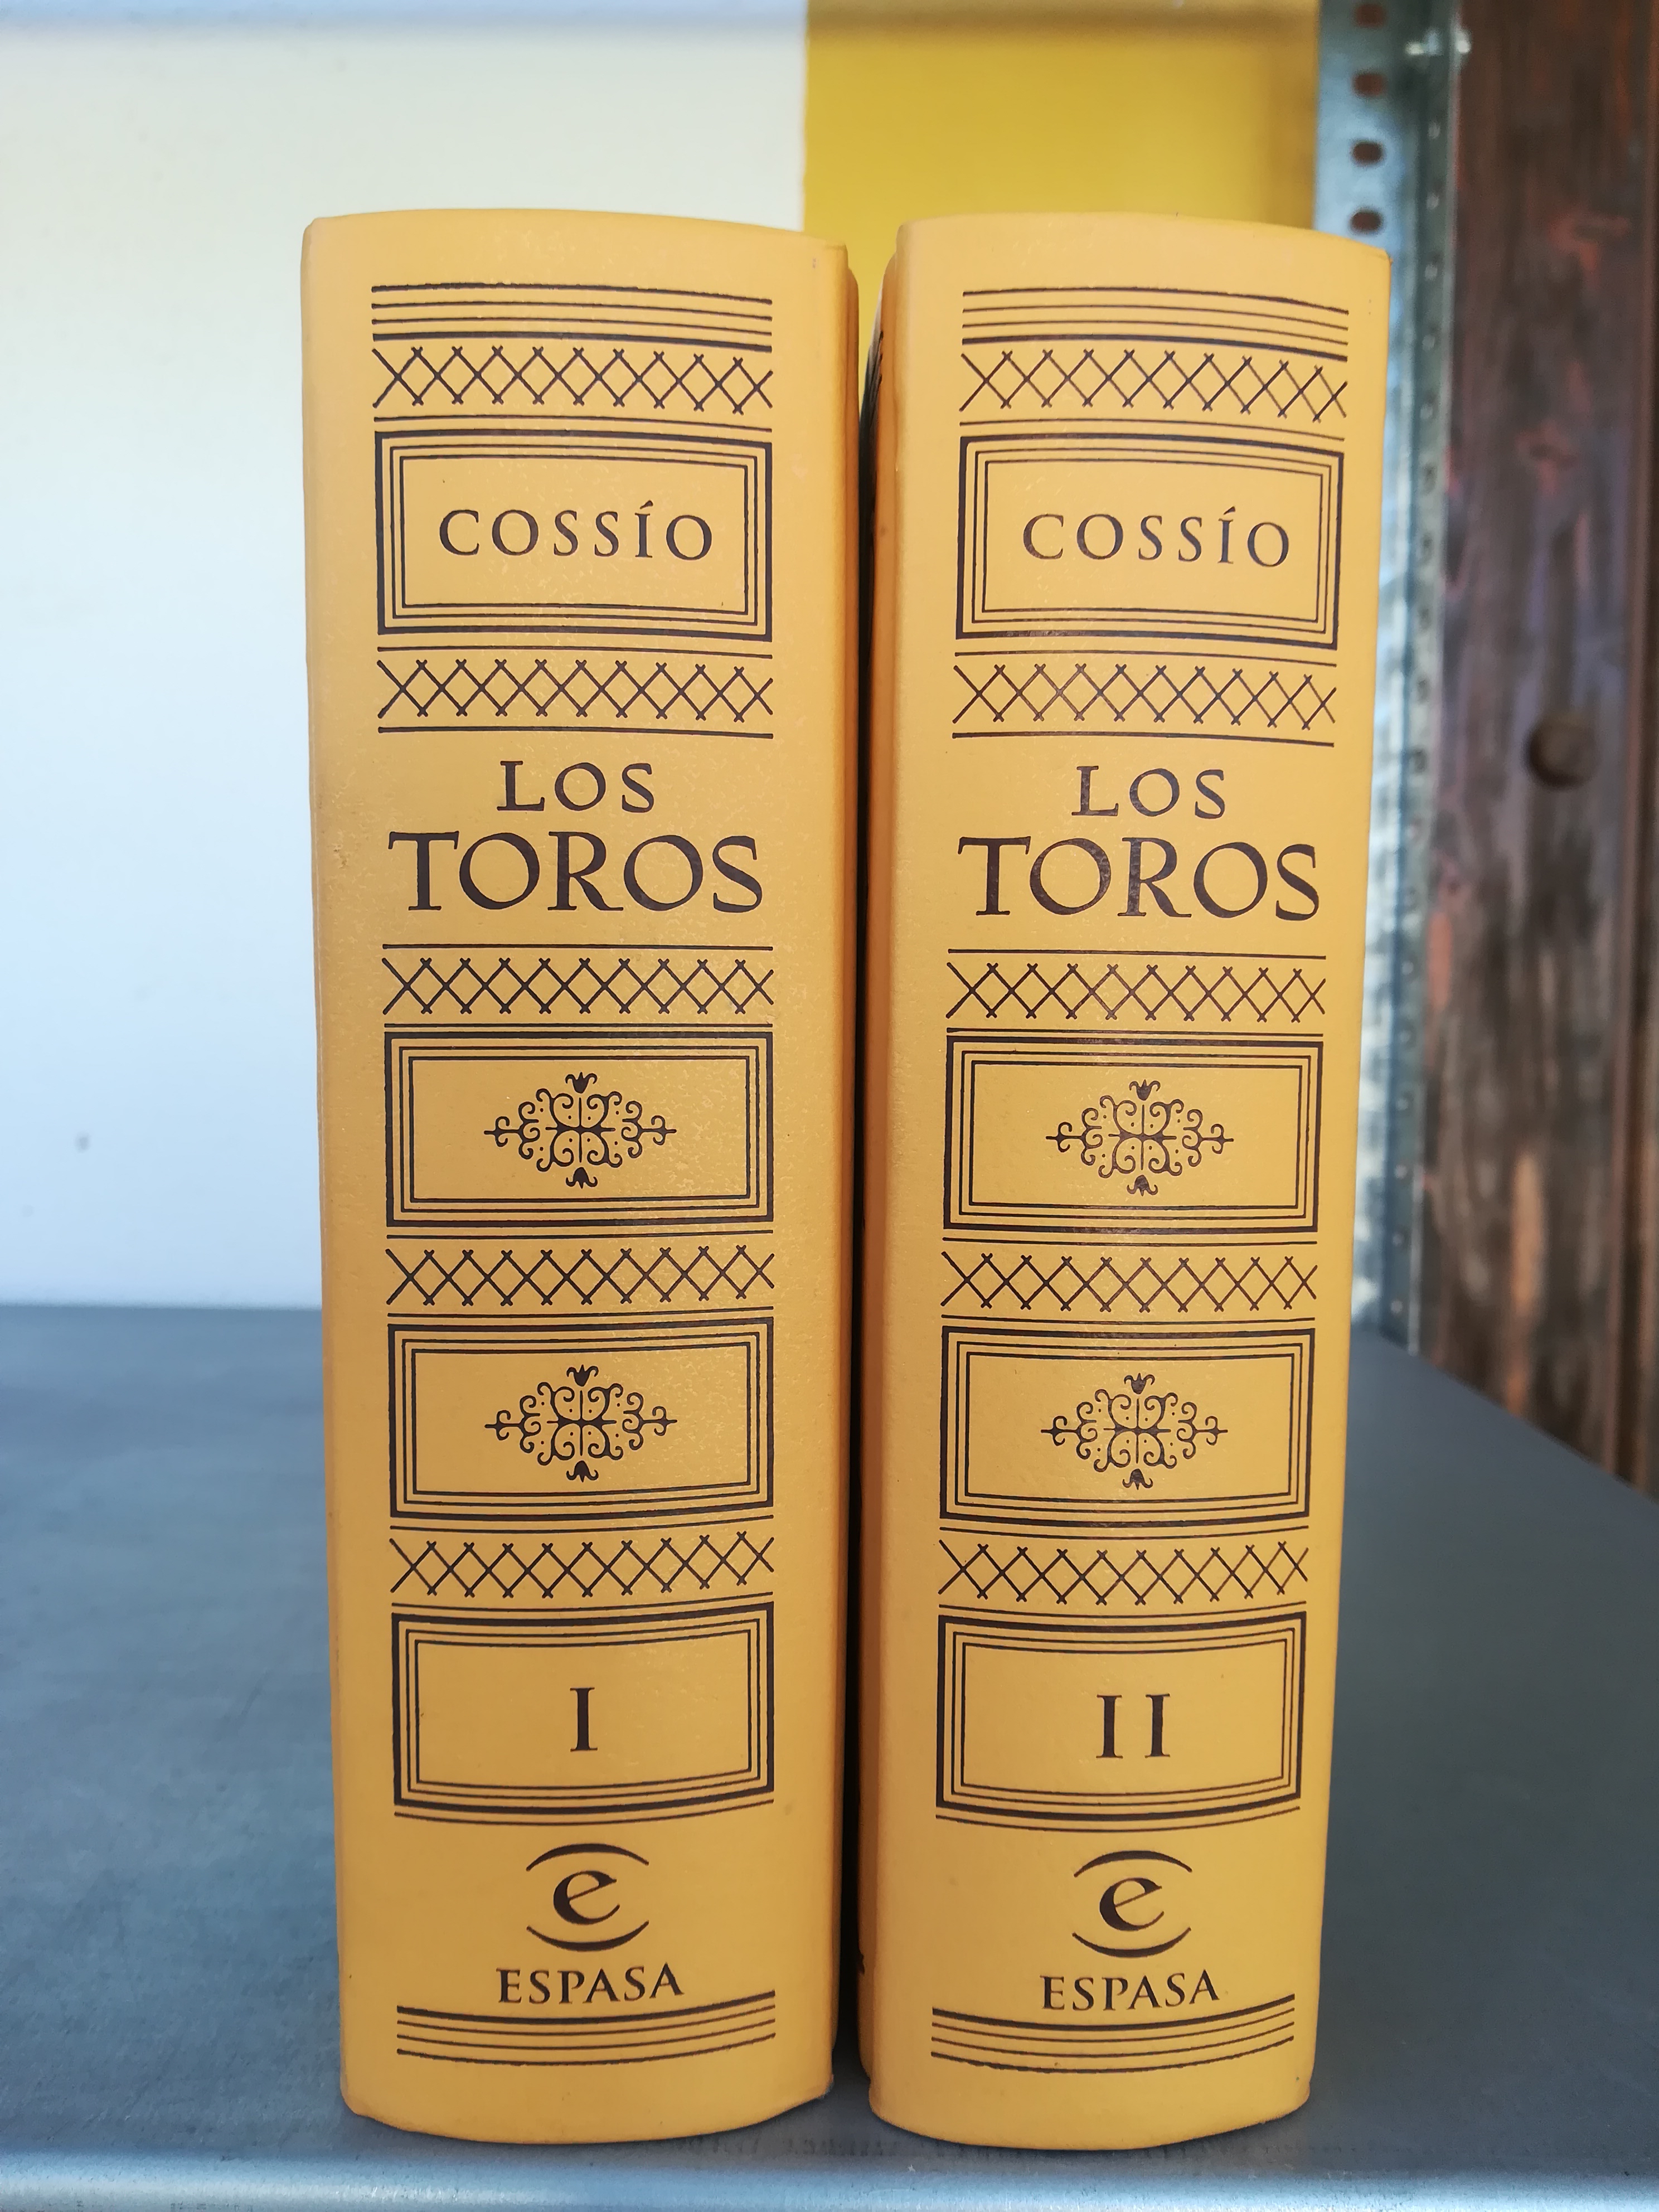 COSSÍO
LOS
TOROS
I
e
ESPASA
COSSÍO
LOS
TOROS
II
e
ESPASA